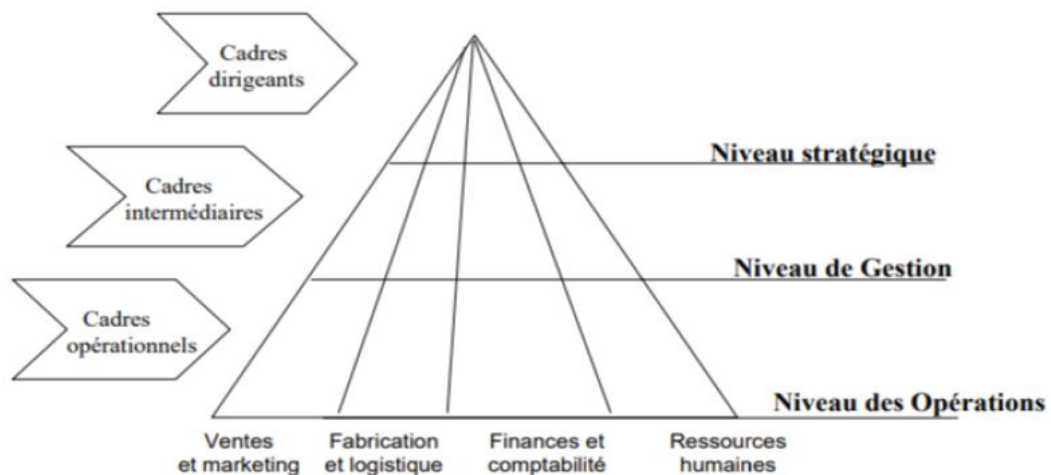 Cadres
dirigeants
Niveau stratégique
Cadres
intermédiaires
Niveau de Gestion
Cadres
opérationnels
Niveau des Opérations
Ventes
et marketing
Fabrication
et logistique
Finances et
comptabilité
Ressources
humaines